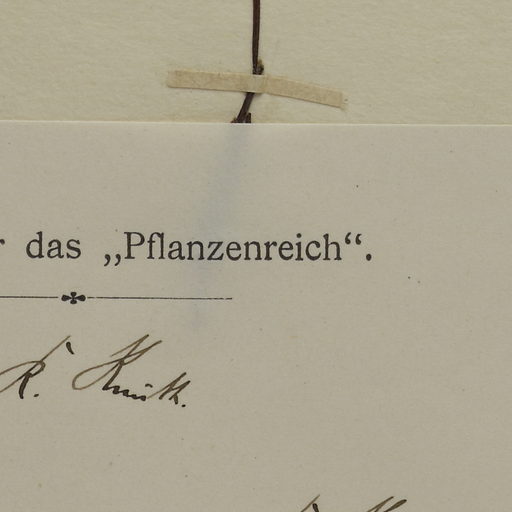 r das „Pflanzenreich“.
R. Knuth.